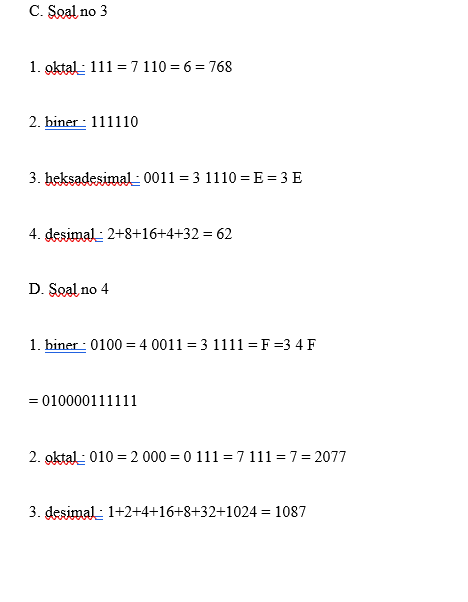 C. Soal no 3
1. oktal : 111 = 7 110 = 6 = 768
2. biner : 111110
3. heksadesimal : 0011 = 3 1110 = E = 3 E
4. desimal : 2+8+16+4+32 = 62
D. Soal no 4
1. biner : 0100 = 4 0011 = 3 1111 = F =3 4 F
= 010000111111
2. oktal : 010 = 2 000 = 0 111 = 7 111 = 7 = 2077
3. desimal : 1+2+4+16+8+32+1024 = 1087